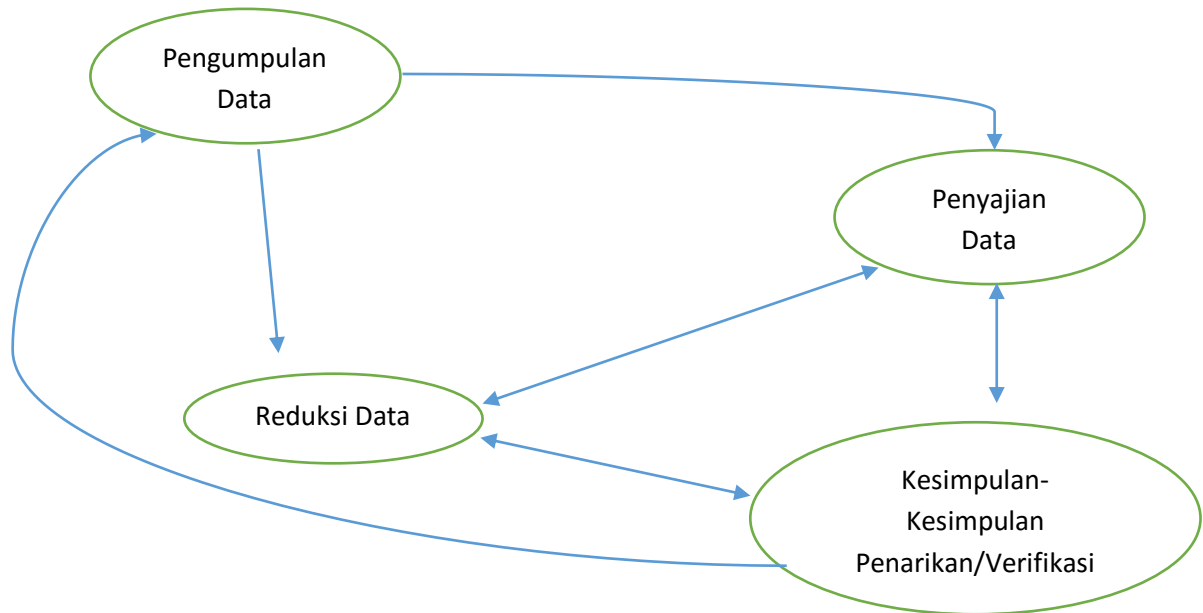 Pengumpulan
Data
Penyajian
Data
Reduksi Data
Kesimpulan-
Kesimpulan
Penarikan/Verifikasi